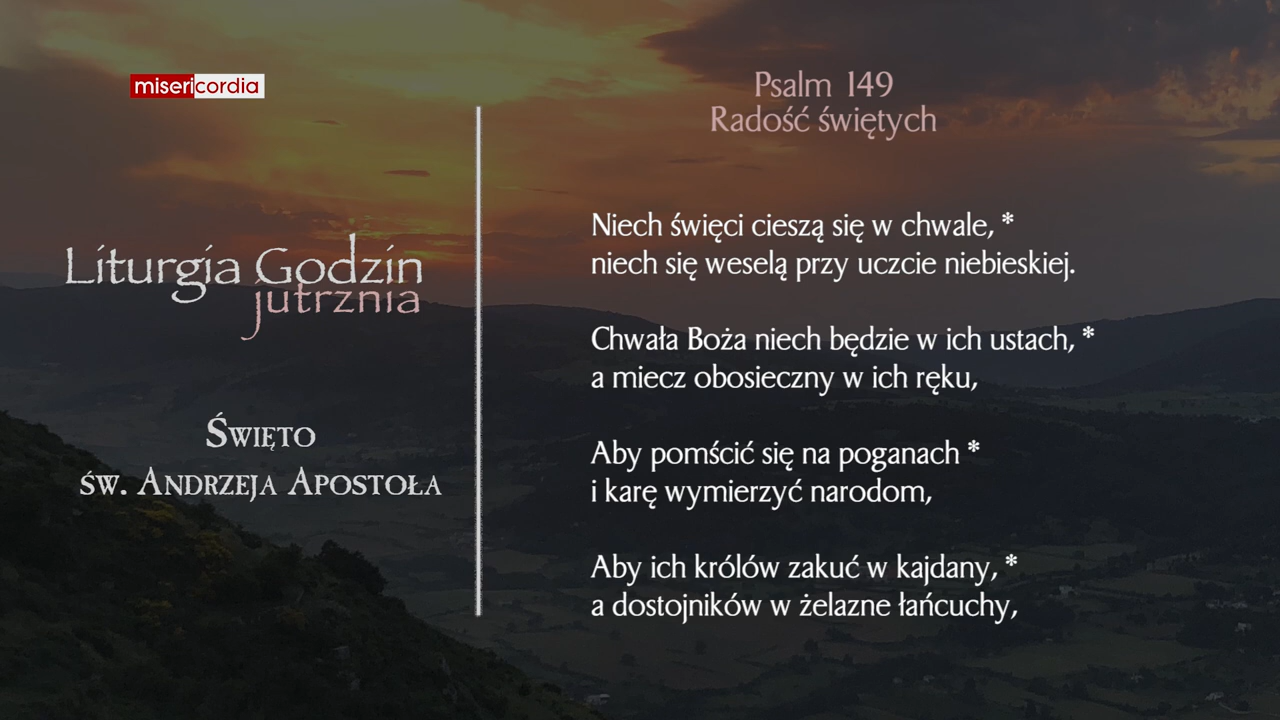 misericordia
Liturgia Godzin
jutrznia
Święto
św. Andrzeja Apostoła
Psalm 149
Radość świętych
Niech święci cieszą się w chwale, *
niech się weselą przy uczcie niebieskiej.
Chwała Boża niech będzie w ich ustach, *
a miecz obosieczny w ich ręku,
Aby pomścić się na poganach *
i karę wymierzyć narodom,
Aby ich królów zakuć w kajdany, *
a dostojników w żelazne łańcuchy,